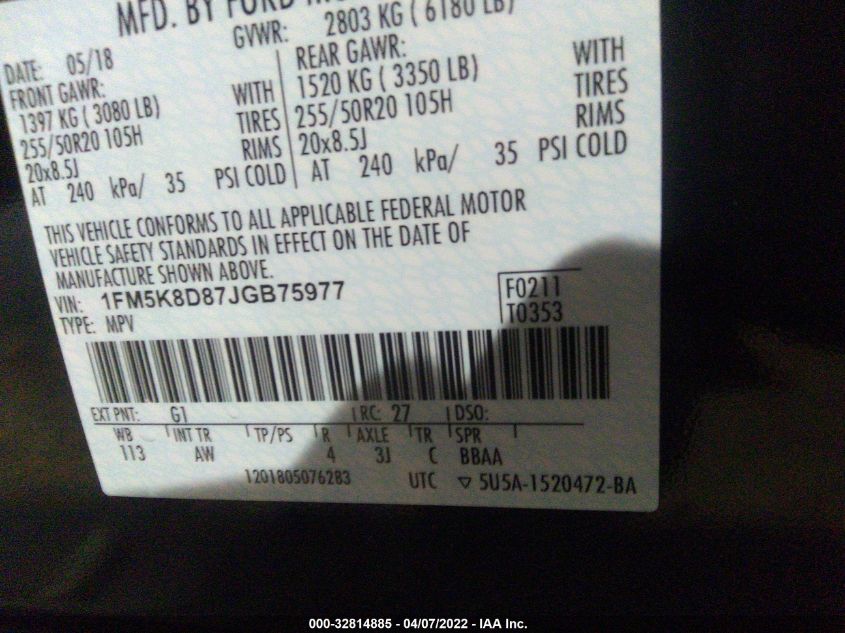 MFD. BY FORD
GVWR: 2803 KG ( 6180 LB)
DATE: 05/18
FRONT GAWR:
1397 KG ( 3080 LB) WITH
255/50R20 105H TIRES
20x8.5J RIMS
AT 240 kPa/ 35 PSI COLD
REAR GAWR: WITH
1520 KG ( 3350 LB) TIRES
255/50R20 105H RIMS
20x8.5J
AT 240 kPa/ 35 PSI COLD
THIS VEHICLE CONFORMS TO ALL APPLICABLE FEDERAL MOTOR
VEHICLE SAFETY STANDARDS IN EFFECT ON THE DATE OF
MANUFACTURE SHOWN ABOVE.
VIN: 1FM5K8D87JGB75977
TYPE: MPV
F0211
T0353
EXT PNT: G1 RC: 27 DSO:
WB INT TR TP/PS R AXLE TR SPR
113 AW 4 3J C BBAA
1201805076283 UTC ▽ 5U5A-1520472-BA
000-32814885 - 04/07/2022 - IAA Inc.